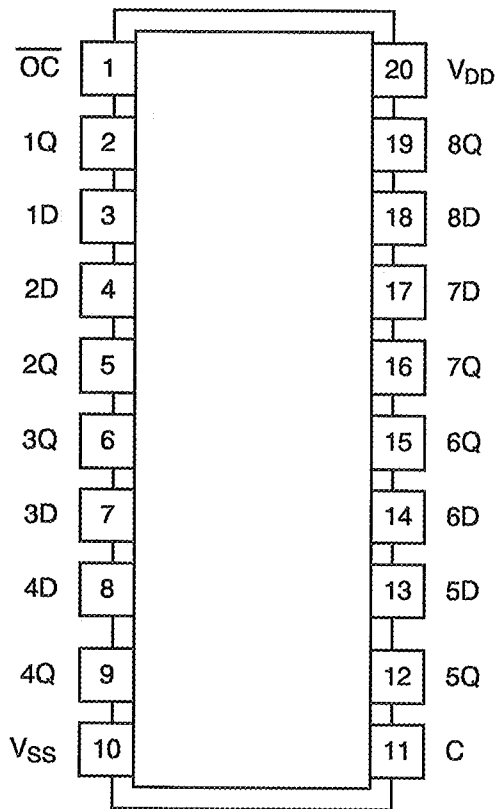 O̅C̅ 1 20 VDD
1Q 2 19 8Q
1D 3 18 8D
2D 4 17 7D
2Q 5 16 7Q
3Q 6 15 6Q
3D 7 14 6D
4D 8 13 5D
4Q 9 12 5Q
VSS 10 11 C